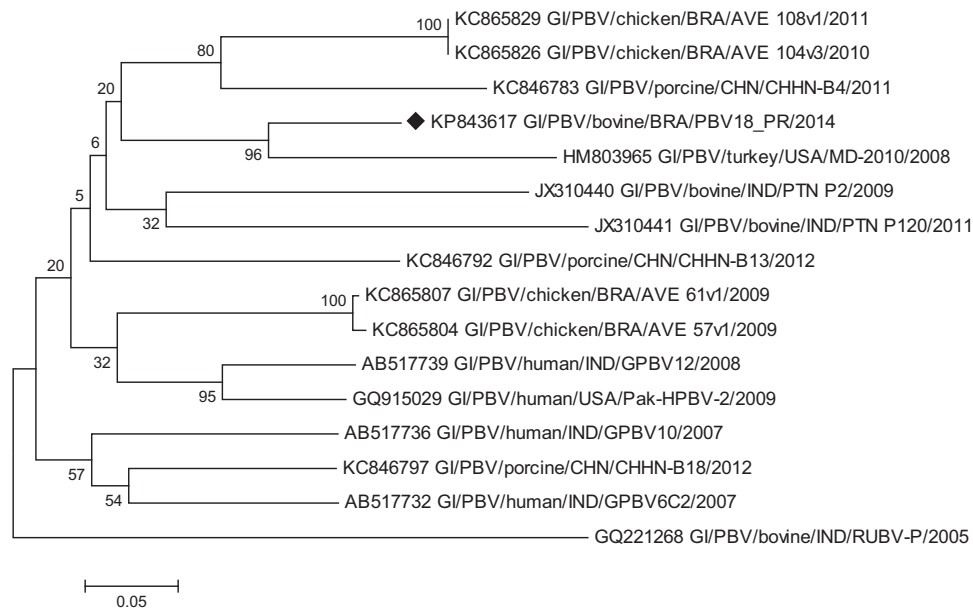 100
KC865829 GI/PBV/chicken/BRA/AVE 108v1/2011
KC865826 GI/PBV/chicken/BRA/AVE 104v3/2010
80
KC846783 GI/PBV/porcine/CHN/CHHN-B4/2011
20
KP843617 GI/PBV/bovine/BRA/PBV18_PR/2014
96
HM803965 GI/PBV/turkey/USA/MD-2010/2008
6
JX310440 GI/PBV/bovine/IND/PTN P2/2009
32
JX310441 GI/PBV/bovine/IND/PTN P120/2011
5
KC846792 GI/PBV/porcine/CHN/CHHN-B13/2012
20
100
KC865807 GI/PBV/chicken/BRA/AVE 61v1/2009
KC865804 GI/PBV/chicken/BRA/AVE 57v1/2009
32
AB517739 GI/PBV/human/IND/GPBV12/2008
95
GQ915029 GI/PBV/human/USA/Pak-HPBV-2/2009
AB517736 GI/PBV/human/IND/GPBV10/2007
57
KC846797 GI/PBV/porcine/CHN/CHHN-B18/2012
54
AB517732 GI/PBV/human/IND/GPBV6C2/2007
GQ221268 GI/PBV/bovine/IND/RUBV-P/2005
0.05